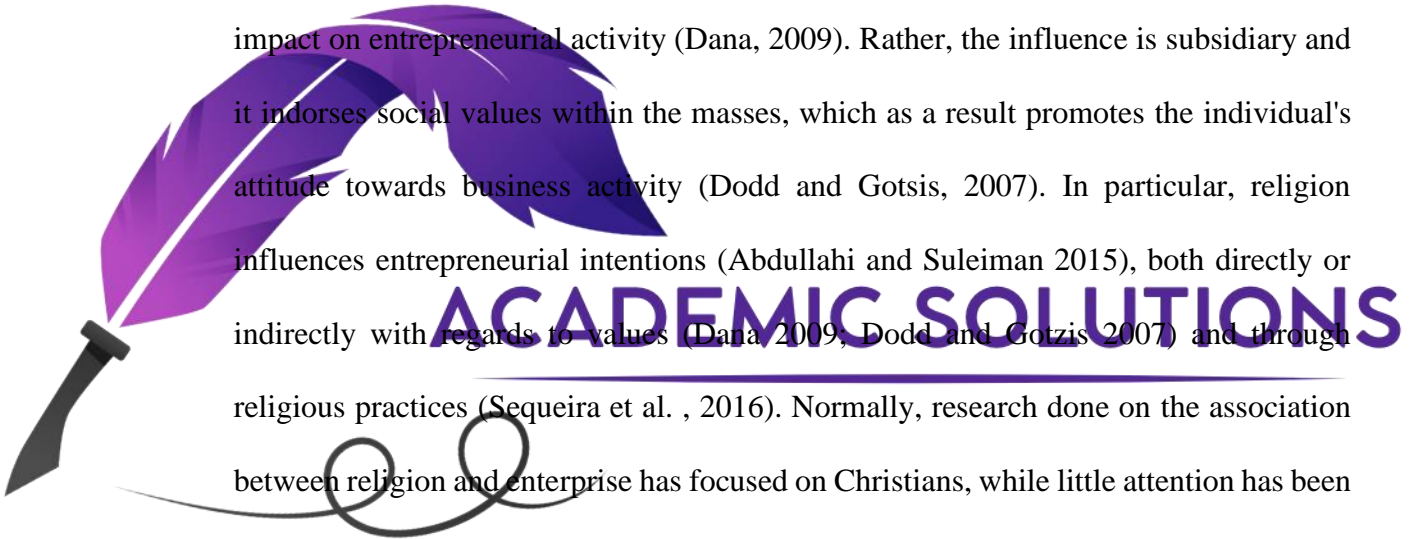 impact on entrepreneurial activity (Dana, 2009). Rather, the influence is subsidiary and
it indorses social values within the masses, which as a result promotes the individual's
attitude towards business activity (Dodd and Gotsis, 2007). In particular, religion
influences entrepreneurial intentions (Abdullahi and Suleiman 2015), both directly or
ACADEMIC SOLUTIONS
indirectly with regards to values (Dana 2009; Dodd and Gotzis 2007) and through
religious practices (Sequeira et al. , 2016). Normally, research done on the association
between religion and enterprise has focused on Christians, while little attention has been